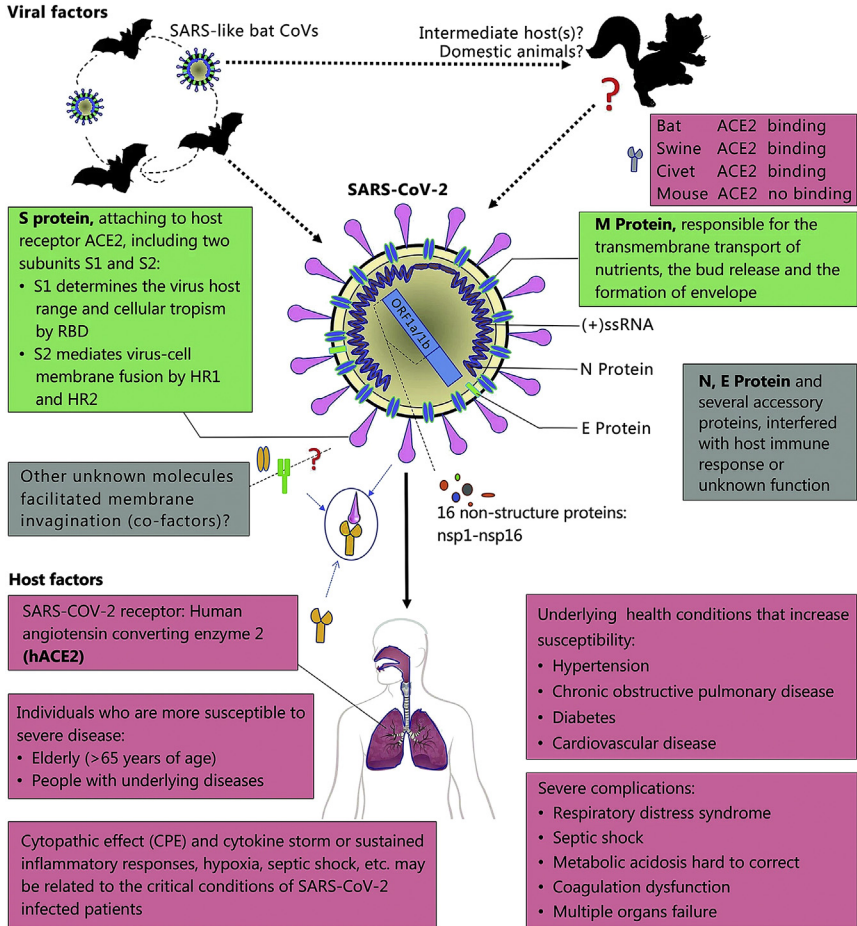 Viral factors
SARS-like bat CoVs
Intermediate host(s)?
Domestic animals?
?
Bat ACE2 binding
Swine ACE2 binding
Civet ACE2 binding
Mouse ACE2 no binding
SARS-CoV-2
S protein, attaching to host
receptor ACE2, including two
subunits S1 and S2:
• S1 determines the virus host
range and cellular tropism
by RBD
• S2 mediates virus-cell
membrane fusion by HR1
and HR2
M Protein, responsible for the
transmembrane transport of
nutrients, the bud release and the
formation of envelope
ORF1a/1b
(+)ssRNA
N Protein
E Protein
N, E Protein and
several accessory
proteins, interfered
with host immune
response or
unknown function
Other unknown molecules
facilitated membrane
invagination (co-factors)?
?
16 non-structure proteins:
nsp1-nsp16
Host factors
SARS-COV-2 receptor: Human
angiotensin converting enzyme 2
(hACE2)
Individuals who are more susceptible to
severe disease:
• Elderly (>65 years of age)
• People with underlying diseases
Cytopathic effect (CPE) and cytokine storm or sustained
inflammatory responses, hypoxia, septic shock, etc. may
be related to the critical conditions of SARS-CoV-2
infected patients
Underlying health conditions that increase
susceptibility:
• Hypertension
• Chronic obstructive pulmonary disease
• Diabetes
• Cardiovascular disease
Severe complications:
• Respiratory distress syndrome
• Septic shock
• Metabolic acidosis hard to correct
• Coagulation dysfunction
• Multiple organs failure